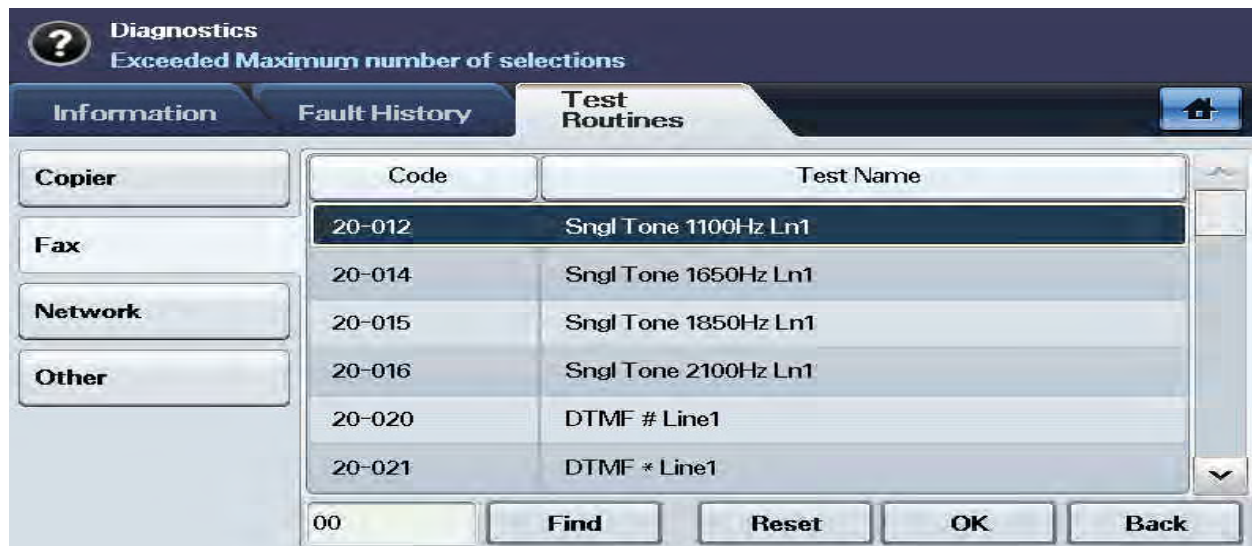 ?
Diagnostics
Exceeded Maximum number of selections
Information
Fault History
Test
Routines
Copier
Fax
Network
Other
Code Test Name
20-012 Sngl Tone 1100Hz Ln1
20-014 Sngl Tone 1650Hz Ln1
20-015 Sngl Tone 1850Hz Ln1
20-016 Sngl Tone 2100Hz Ln1
20-020 DTMF # Line1
20-021 DTMF * Line1
00 Find Reset OK Back